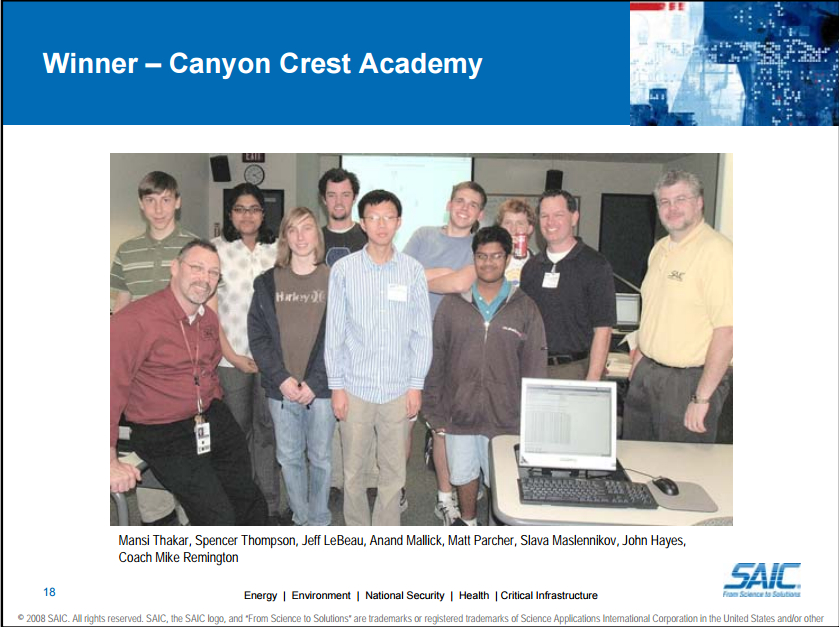 Winner – Canyon Crest Academy
EXIT
Hurley
SAIC
Mansi Thakar, Spencer Thompson, Jeff LeBeau, Anand Mallick, Matt Parcher, Slava Maslennikov, John Hayes,
Coach Mike Remington
18
Energy | Environment | National Security | Health | Critical Infrastructure
SAIC
From Science to Solutions
© 2008 SAIC. All rights reserved. SAIC, the SAIC logo, and "From Science to Solutions" are trademarks or registered trademarks of Science Applications International Corporation in the United States and/or other